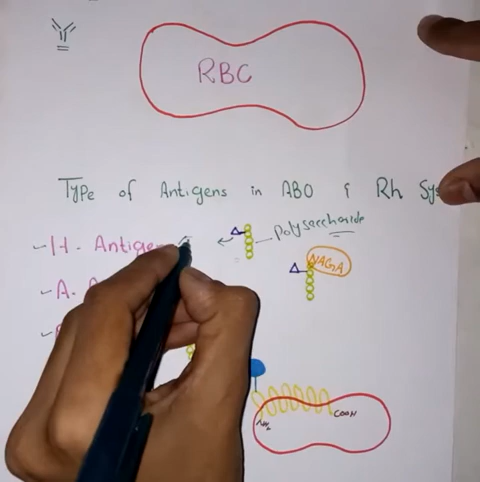 RBC
Type of Antigens in ABO & Rh Sys
- H. Antigen
Polysaccharide
NAGA
- A. A
NH2
COOH